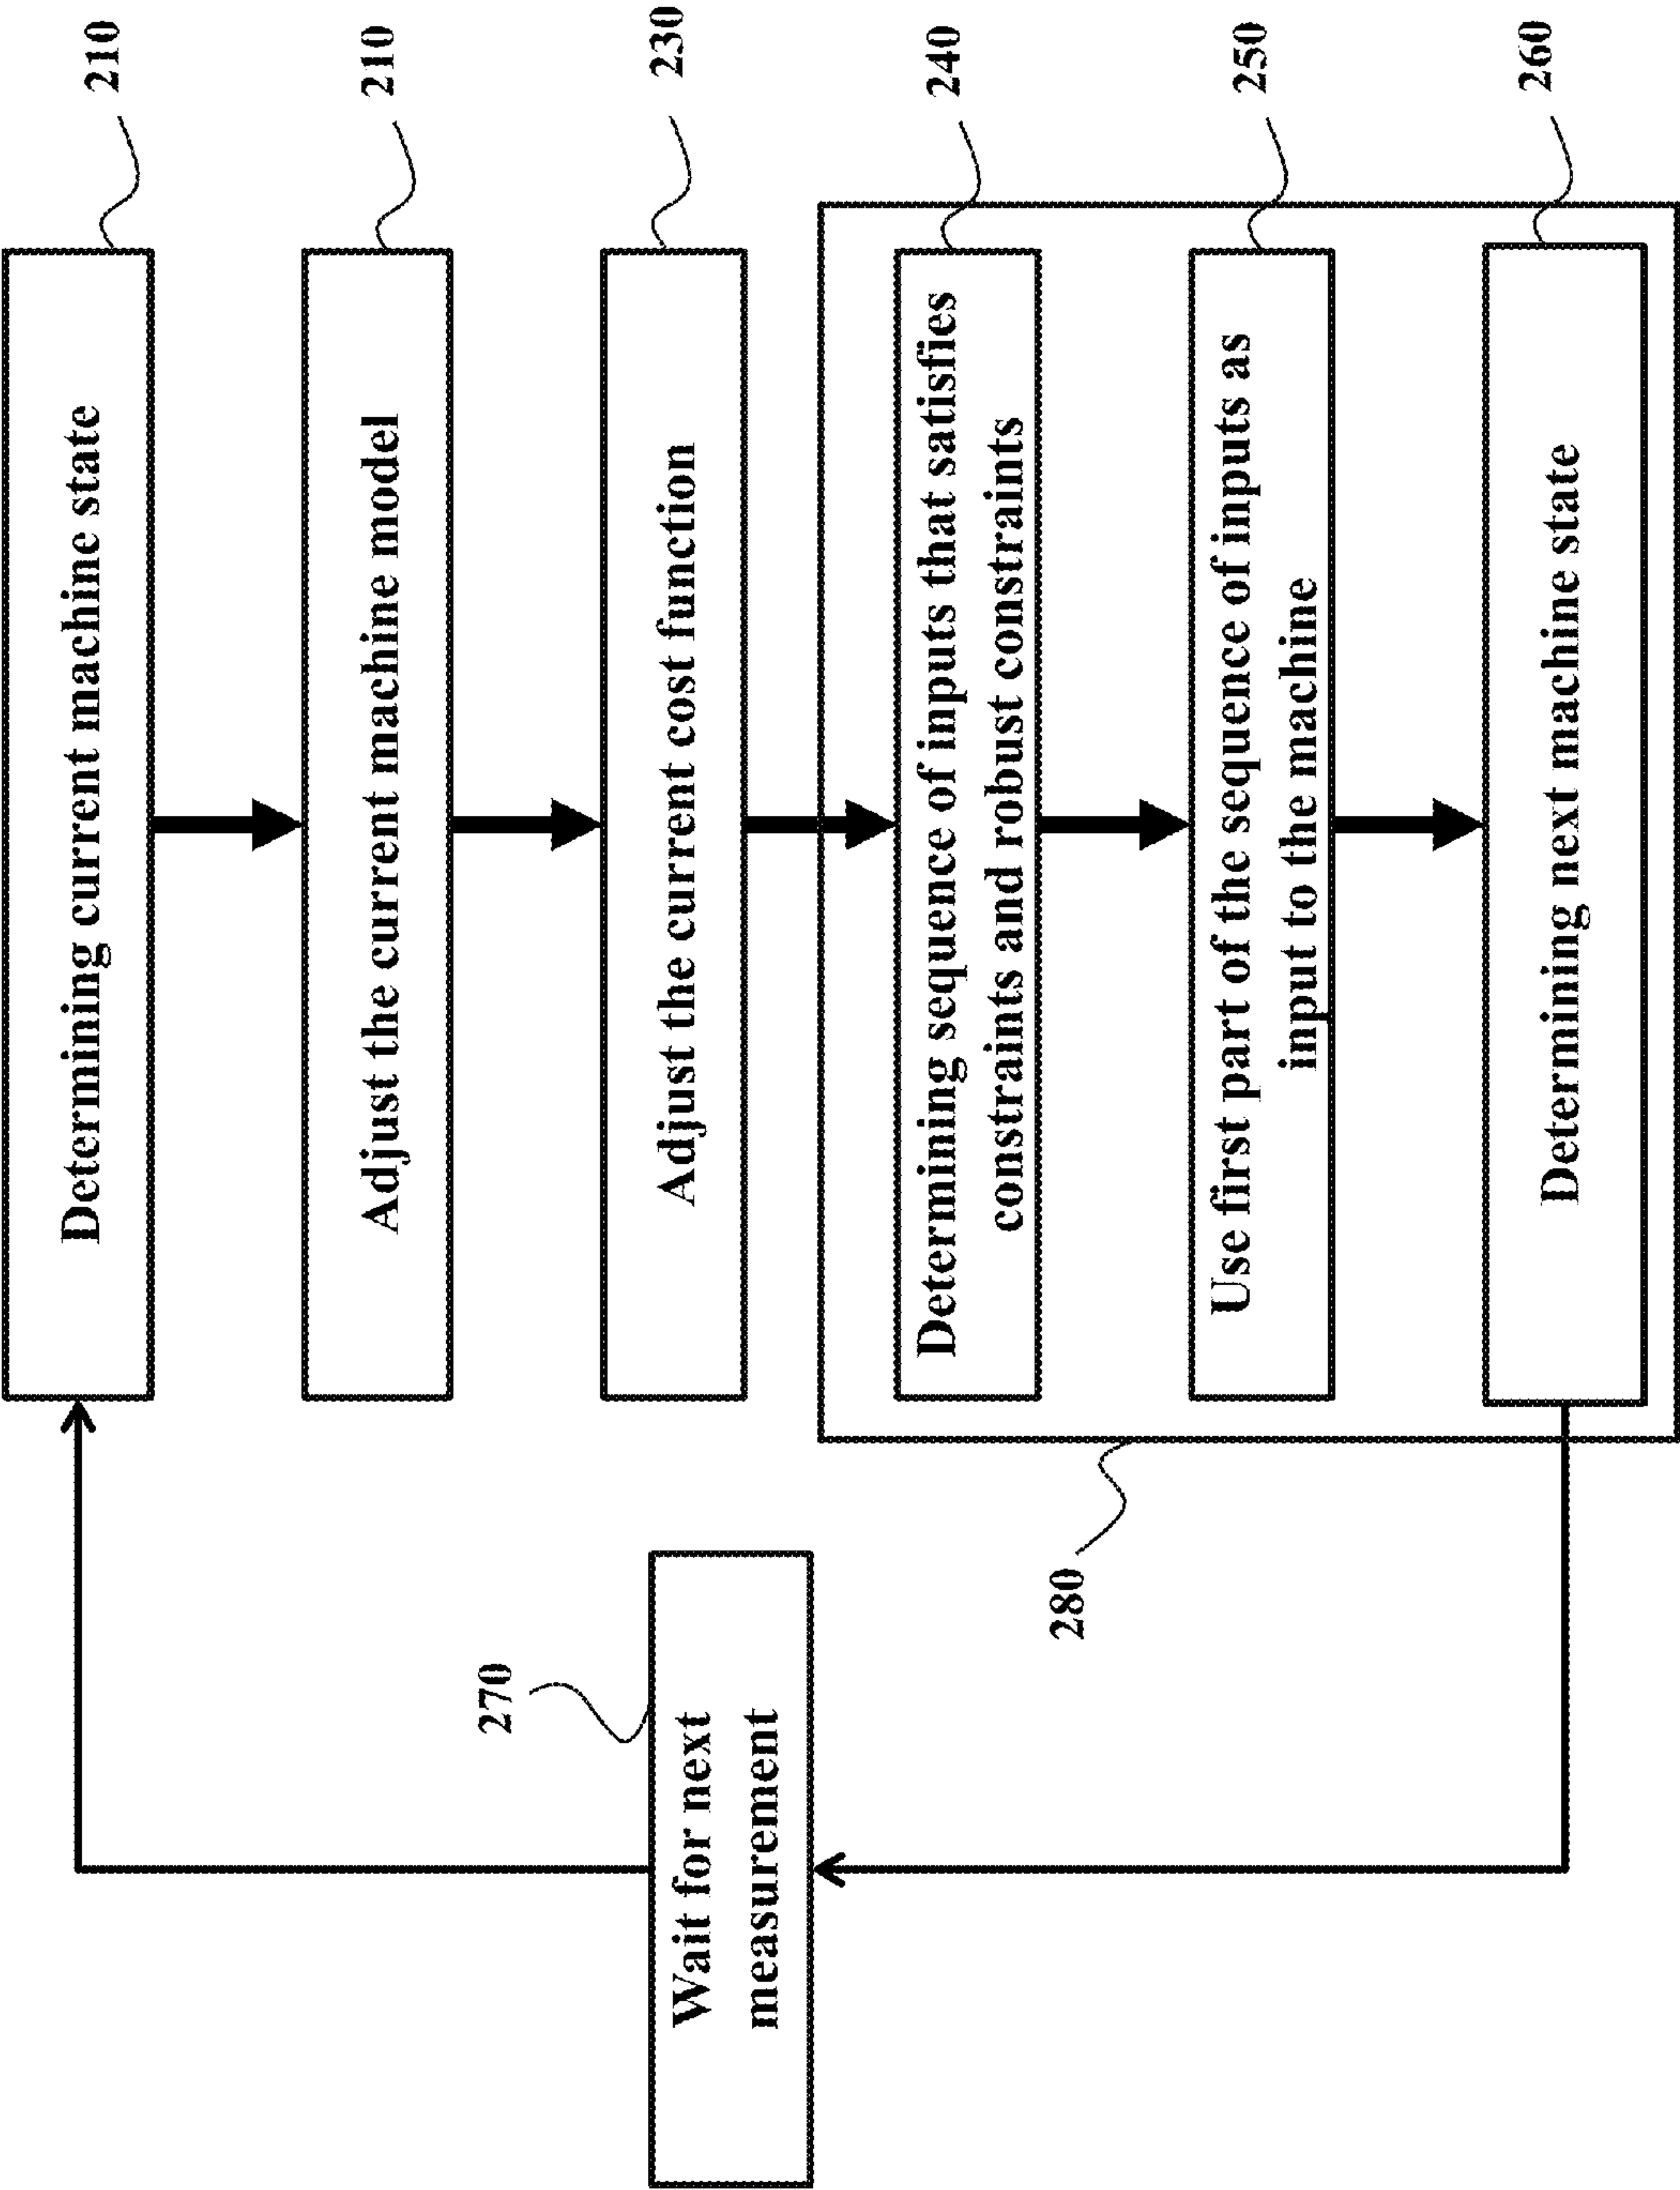 Determining current machine state
210
Adjust the current machine model
210
Adjust the current cost function
230
Determining sequence of inputs that satisfies
constraints and robust constraints
240
Use first part of the sequence of inputs as
input to the machine
250
Determining next machine state
260
280
Wait for next
measurement
270